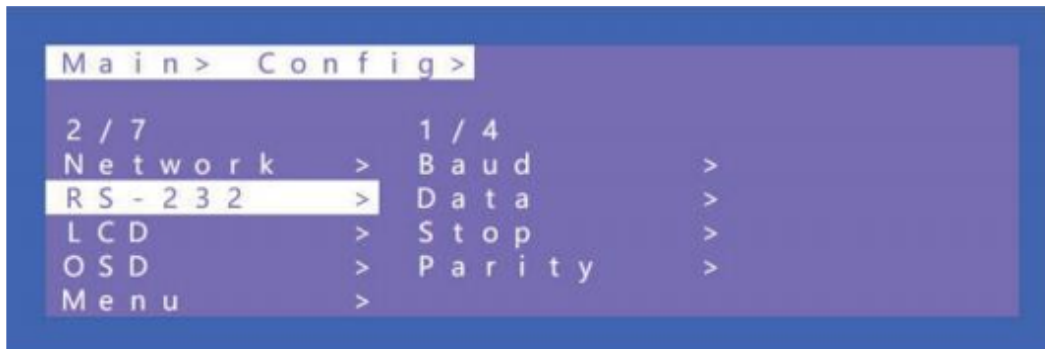 Main> Config>
2/7 1/4
Network > Baud >
RS-232 > Data >
LCD > Stop >
OSD > Parity >
Menu >